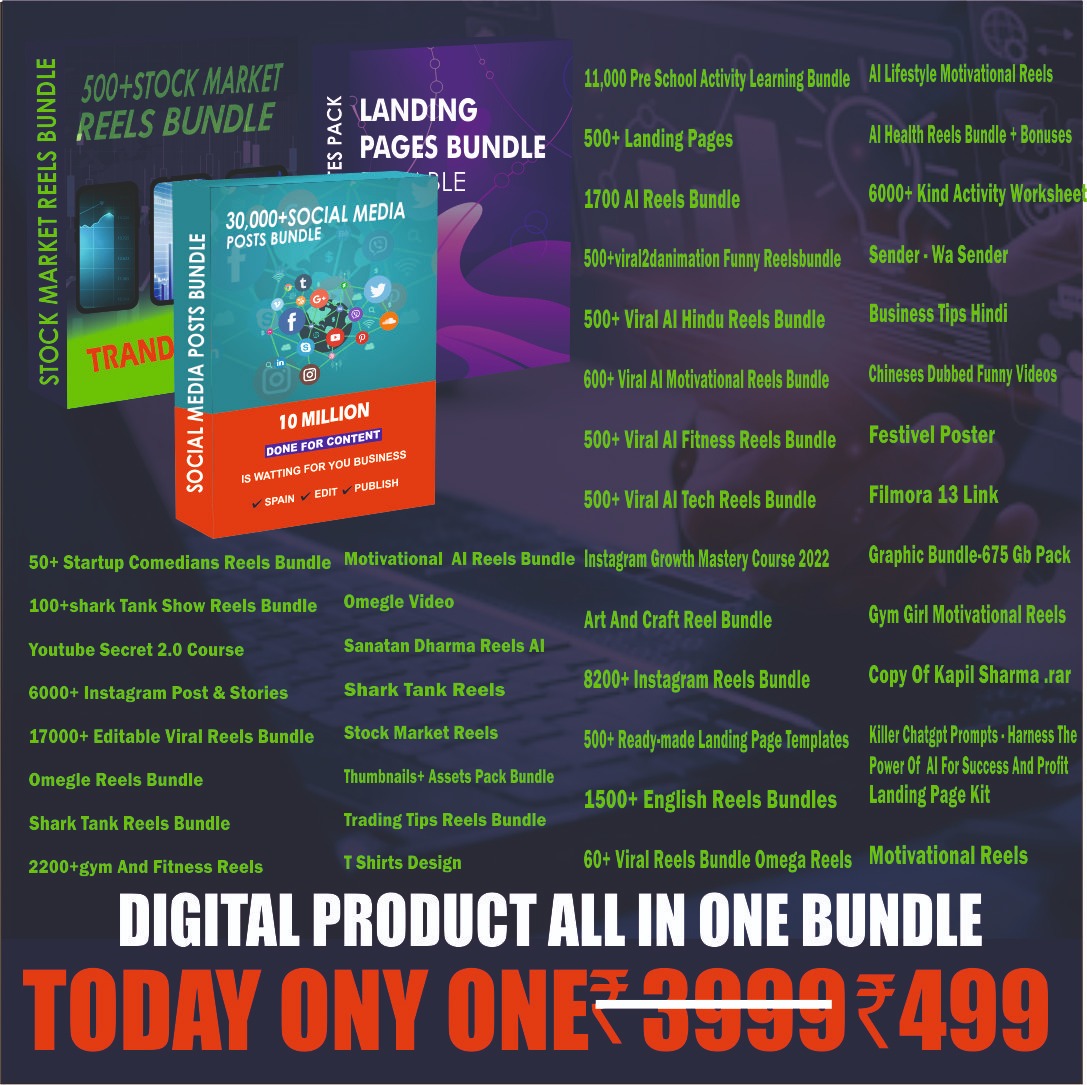 STOCK MARKET REELS BUNDLE
500+STOCK MARKET
REELS BUNDLE
TRAND
PACK
LANDING
PAGES BUNDLE
SOCIAL MEDIA POSTS BUNDLE
30,000+SOCIAL MEDIA
POSTS BUNDLE
10 MILLION
DONE FOR CONTENT
IS WATTING FOR YOU BUSINESS
✔ SPAIN ✔ EDIT ✔ PUBLISH
50+ Startup Comedians Reels Bundle
100+shark Tank Show Reels Bundle
Youtube Secret 2.0 Course
6000+ Instagram Post & Stories
17000+ Editable Viral Reels Bundle
Omegle Reels Bundle
Shark Tank Reels Bundle
2200+gym And Fitness Reels
Motivational AI Reels Bundle
Omegle Video
Sanatan Dharma Reels AI
Shark Tank Reels
Stock Market Reels
Thumbnails+ Assets Pack Bundle
Trading Tips Reels Bundle
T Shirts Design
11,000 Pre School Activity Learning Bundle
500+ Landing Pages
1700 AI Reels Bundle
500+viral2danimation Funny Reelsbundle
500+ Viral AI Hindu Reels Bundle
600+ Viral AI Motivational Reels Bundle
500+ Viral AI Fitness Reels Bundle
500+ Viral AI Tech Reels Bundle
Instagram Growth Mastery Course 2022
Art And Craft Reel Bundle
8200+ Instagram Reels Bundle
500+ Ready-made Landing Page Templates
1500+ English Reels Bundles
60+ Viral Reels Bundle Omega Reels
AI Lifestyle Motivational Reels
AI Health Reels Bundle + Bonuses
6000+ Kind Activity Worksheet
Sender - Wa Sender
Business Tips Hindi
Chineses Dubbed Funny Videos
Festivel Poster
Filmora 13 Link
Graphic Bundle-675 Gb Pack
Gym Girl Motivational Reels
Copy Of Kapil Sharma .rar
Killer Chatgpt Prompts - Harness The
Power Of AI For Success And Profit
Landing Page Kit
Motivational Reels
DIGITAL PRODUCT ALL IN ONE BUNDLE
TODAY ONY ONE ₹3999 ₹499